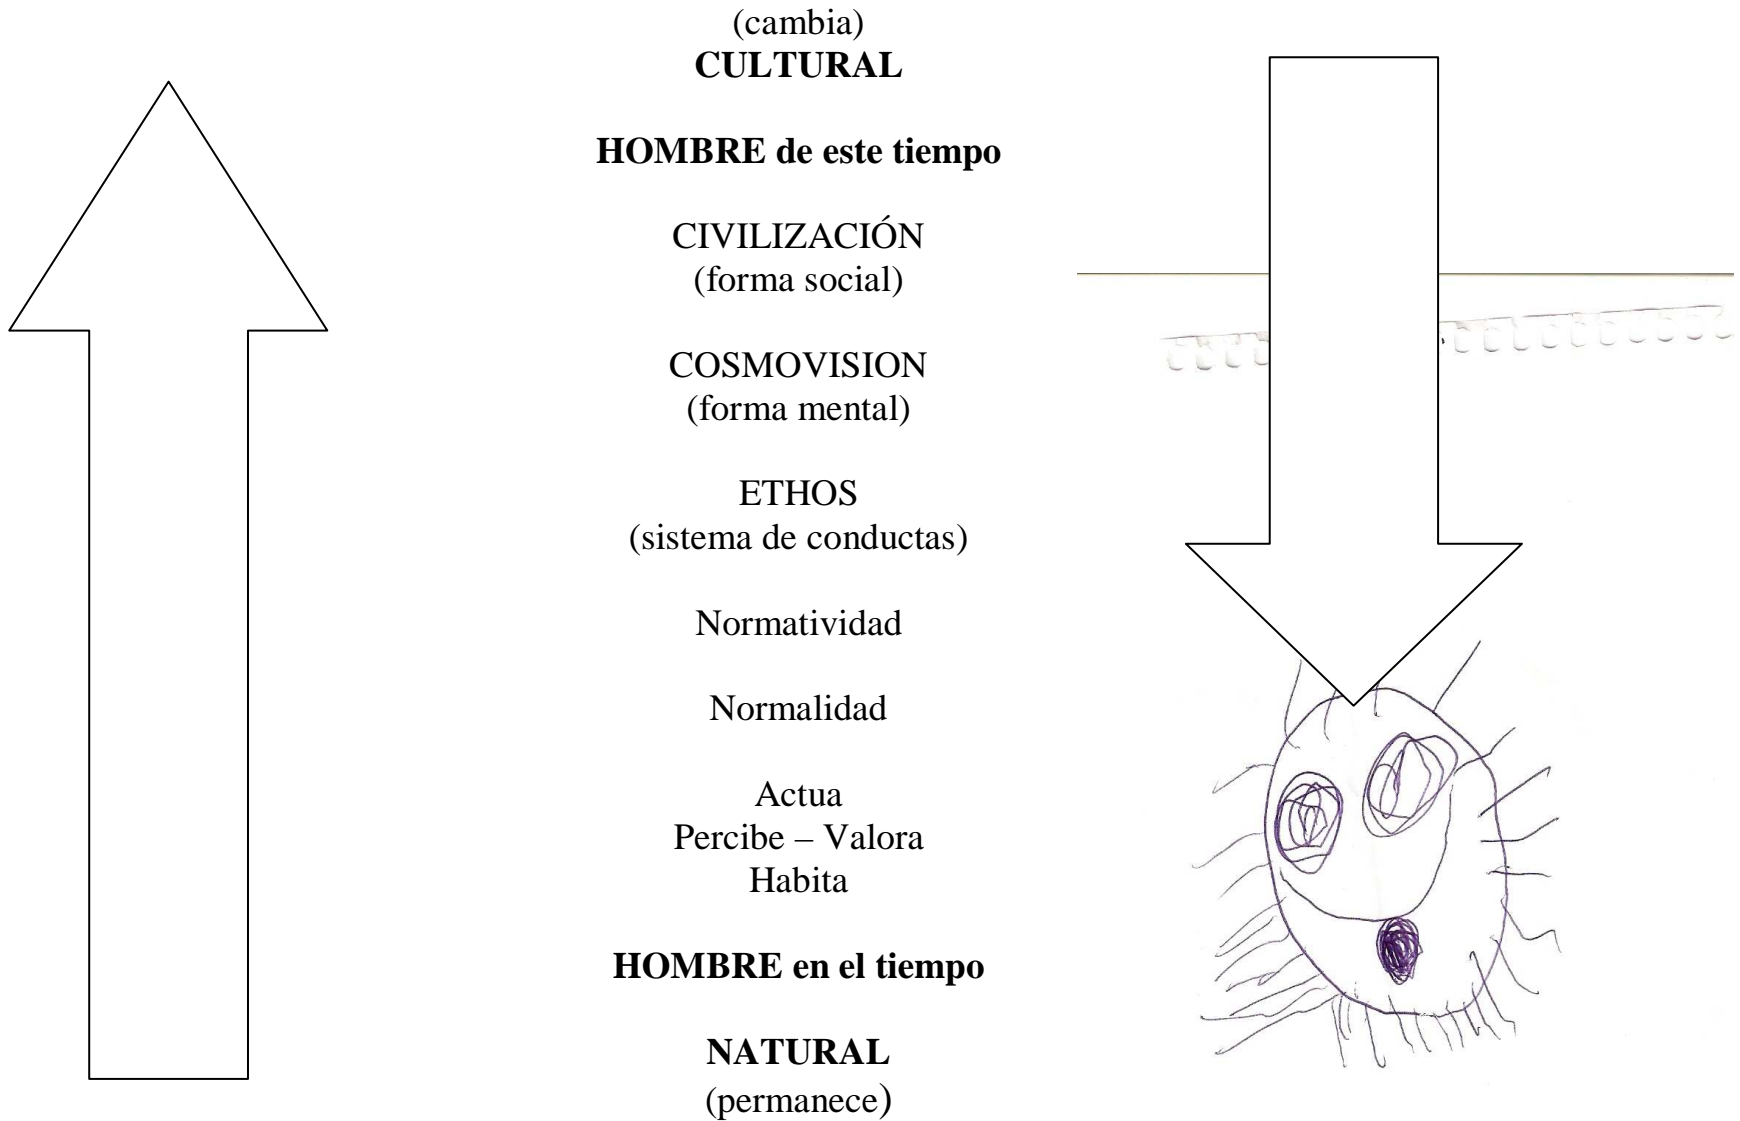 (cambia)
CULTURAL
HOMBRE de este tiempo
CIVILIZACIÓN
(forma social)
COSMOVISION
(forma mental)
ETHOS
(sistema de conductas)
Normatividad
Normalidad
Actua
Percibe – Valora
Habita
HOMBRE en el tiempo
NATURAL
(permanece)